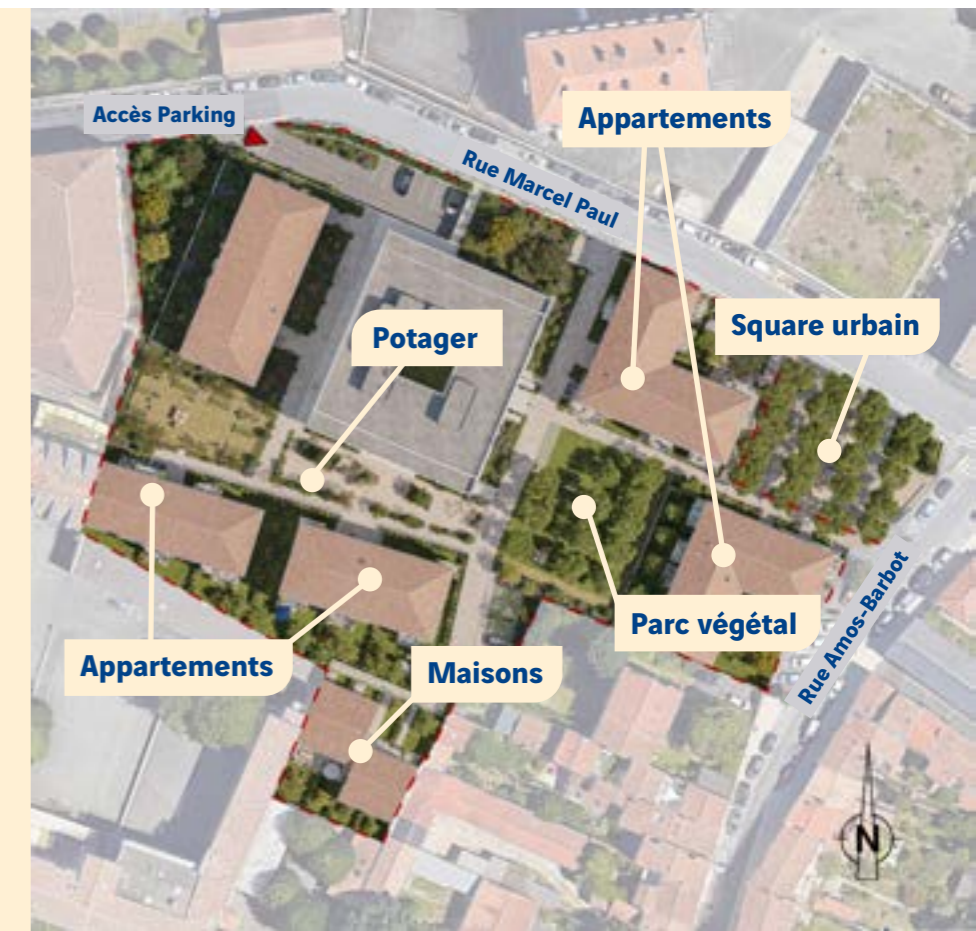 Accès Parking
Appartements
Rue Marcel Paul
Square urbain
Potager
Parc végétal
Rue Amos-Barbot
Appartements
Maisons
N